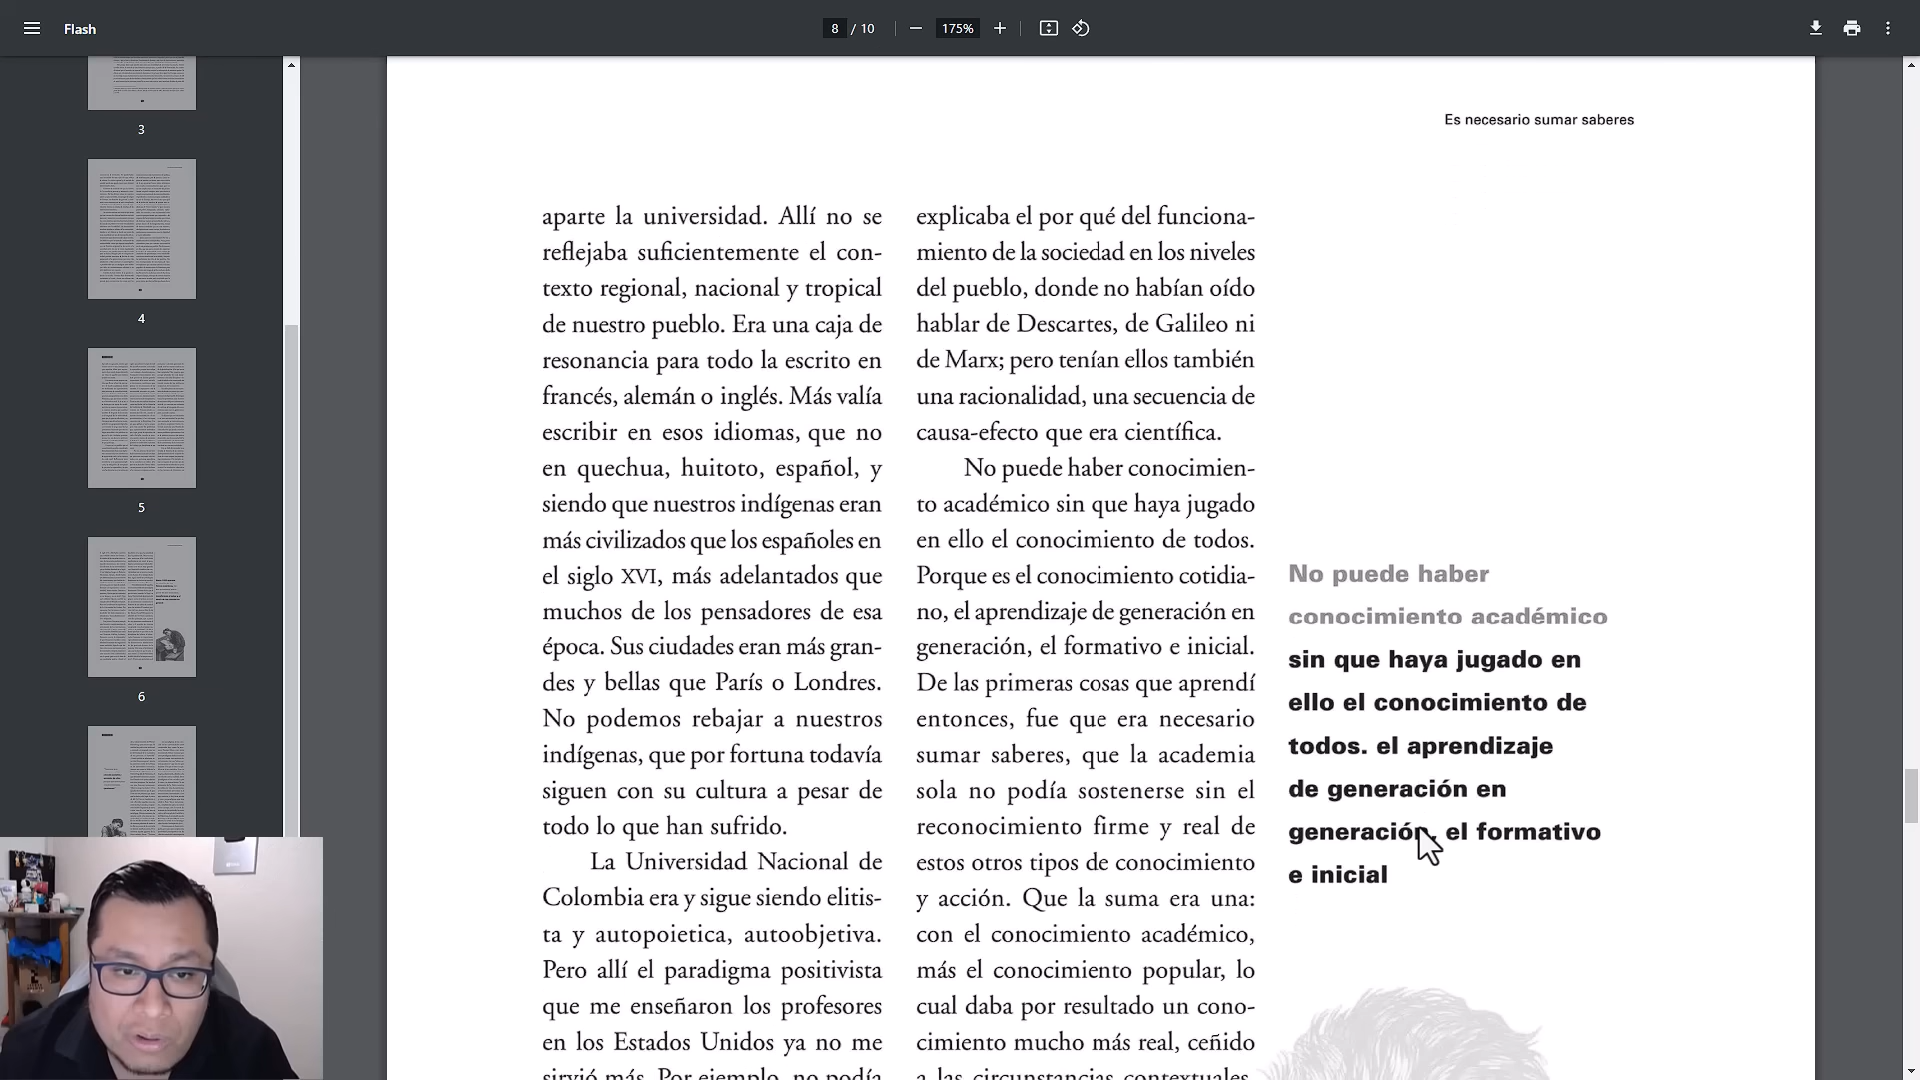 Flash
8 / 10
175%
3
4
5
6
Es necesario sumar saberes
aparte la universidad. Allí no se
reflejaba suficientemente el con-
texto regional, nacional y tropical
de nuestro pueblo. Era una caja de
resonancia para todo la escrito en
francés, alemán o inglés. Más valía
escribir en esos idiomas, que no
en quechua, huitoto, español, y
siendo que nuestros indígenas eran
más civilizados que los españoles en
el siglo XVI, más adelantados que
muchos de los pensadores de esa
época. Sus ciudades eran más gran-
des y bellas que París o Londres.
No podemos rebajar a nuestros
indígenas, que por fortuna todavía
siguen con su cultura a pesar de
todo lo que han sufrido.
La Universidad Nacional de
Colombia era y sigue siendo elitis-
ta y autopoietica, autoobjetiva.
Pero allí el paradigma positivista
que me enseñaron los profesores
en los Estados Unidos ya no me
sirvió más. Por ejemplo, no podía
explicaba el por qué del funciona-
miento de la sociedad en los niveles
del pueblo, donde no habían oído
hablar de Descartes, de Galileo ni
de Marx; pero tenían ellos también
una racionalidad, una secuencia de
causa-efecto que era científica.
No puede haber conocimien-
to académico sin que haya jugado
en ello el conocimiento de todos.
Porque es el conocimiento cotidia-
no, el aprendizaje de generación en
generación, el formativo e inicial.
De las primeras cosas que aprendí
entonces, fue que era necesario
sumar saberes, que la academia
sola no podía sostenerse sin el
reconocimiento firme y real de
estos otros tipos de conocimiento
y acción. Que la suma era una:
con el conocimiento académico,
más el conocimiento popular, lo
cual daba por resultado un cono-
cimiento mucho más real, ceñido
a las circunstancias contextuales,
No puede haber
conocimiento académico
sin que haya jugado en
ello el conocimiento de
todos. el aprendizaje
de generación en
generación, el formativo
e inicial